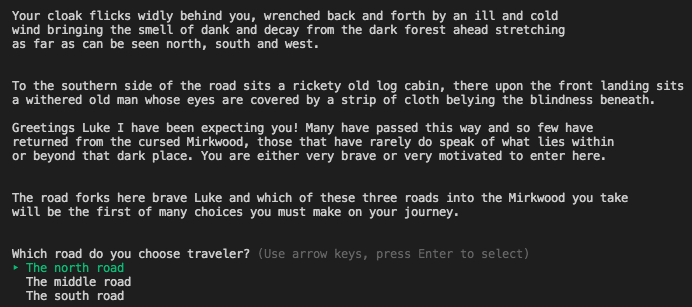 Your cloak flicks widly behind you, wrenched back and forth by an ill and cold
wind bringing the smell of dank and decay from the dark forest ahead stretching
as far as can be seen north, south and west.
To the southern side of the road sits a rickety old log cabin, there upon the front landing sits
a withered old man whose eyes are covered by a strip of cloth belying the blindness beneath.
Greetings Luke I have been expecting you! Many have passed this way and so few have
returned from the cursed Mirkwood, those that have rarely do speak of what lies within
or beyond that dark place. You are either very brave or very motivated to enter here.
The road forks here brave Luke and which of these three roads into the Mirkwood you take
will be the first of many choices you must make on your journey.
Which road do you choose traveler? (Use arrow keys, press Enter to select)
‣ The north road
The middle road
The south road